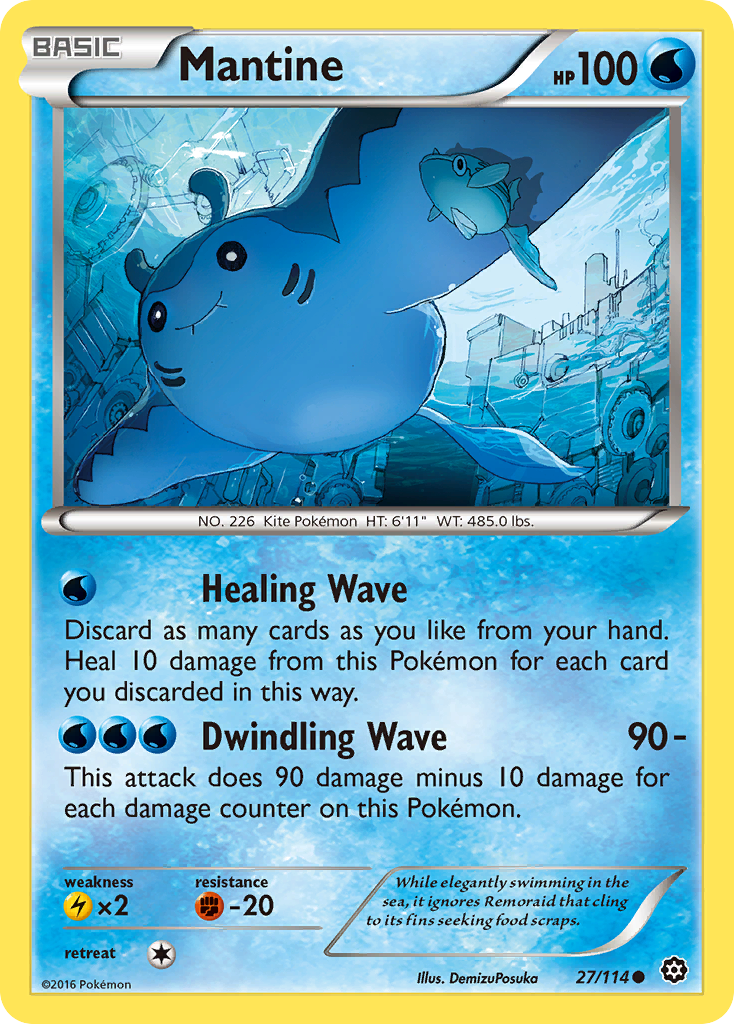 BASIC
Mantine
HP100
NO. 226 Kite Pokémon HT: 6'11" WT: 485.0 lbs.
Healing Wave
Discard as many cards as you like from your hand.
Heal 10 damage from this Pokémon for each card
you discarded in this way.
Dwindling Wave 90-
This attack does 90 damage minus 10 damage for
each damage counter on this Pokémon.
weakness resistance
×2 -20
While elegantly swimming in the
sea, it ignores Remoraid that cling
to its fins seeking food scraps.
retreat
©2016 Pokémon
Illus. DemizuPosuka
27/114